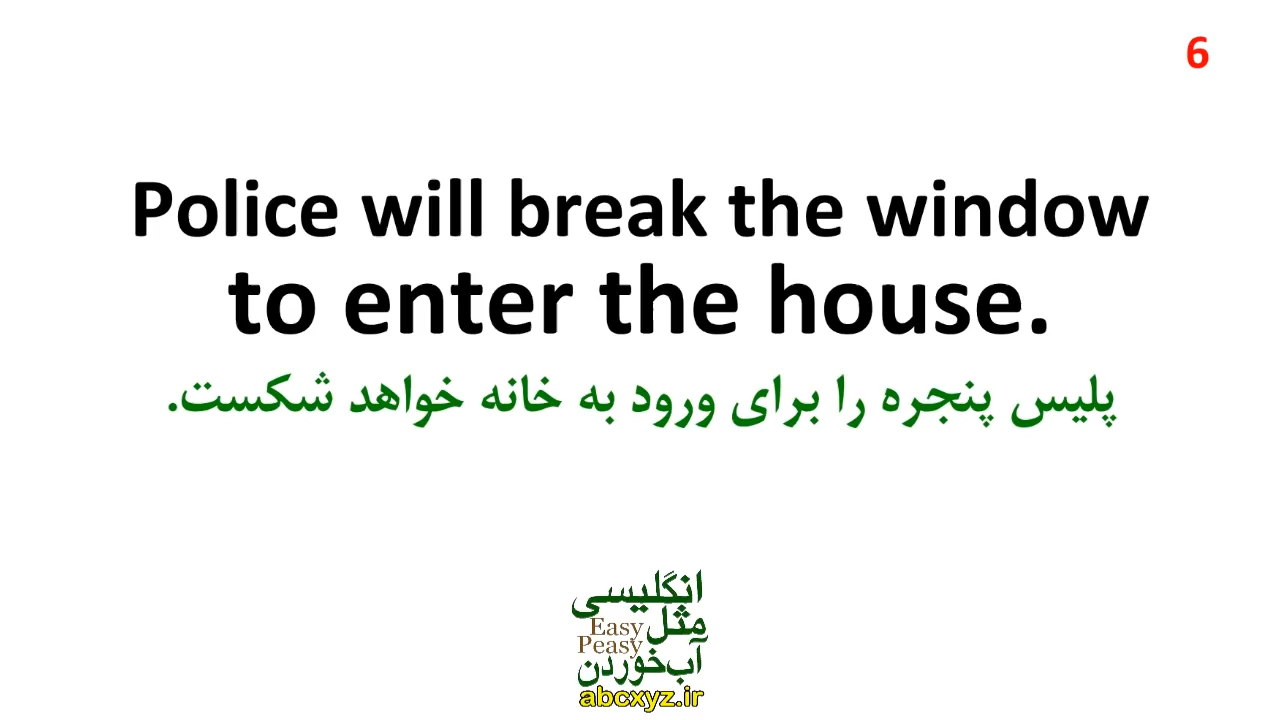 6
Police will break the window
to enter the house.
پلیس پنجره را برای ورود به خانه خواهد شکست.
انگلیسی
مثل
Easy
Peasy
آب‌خوردن
abcxyz.ir